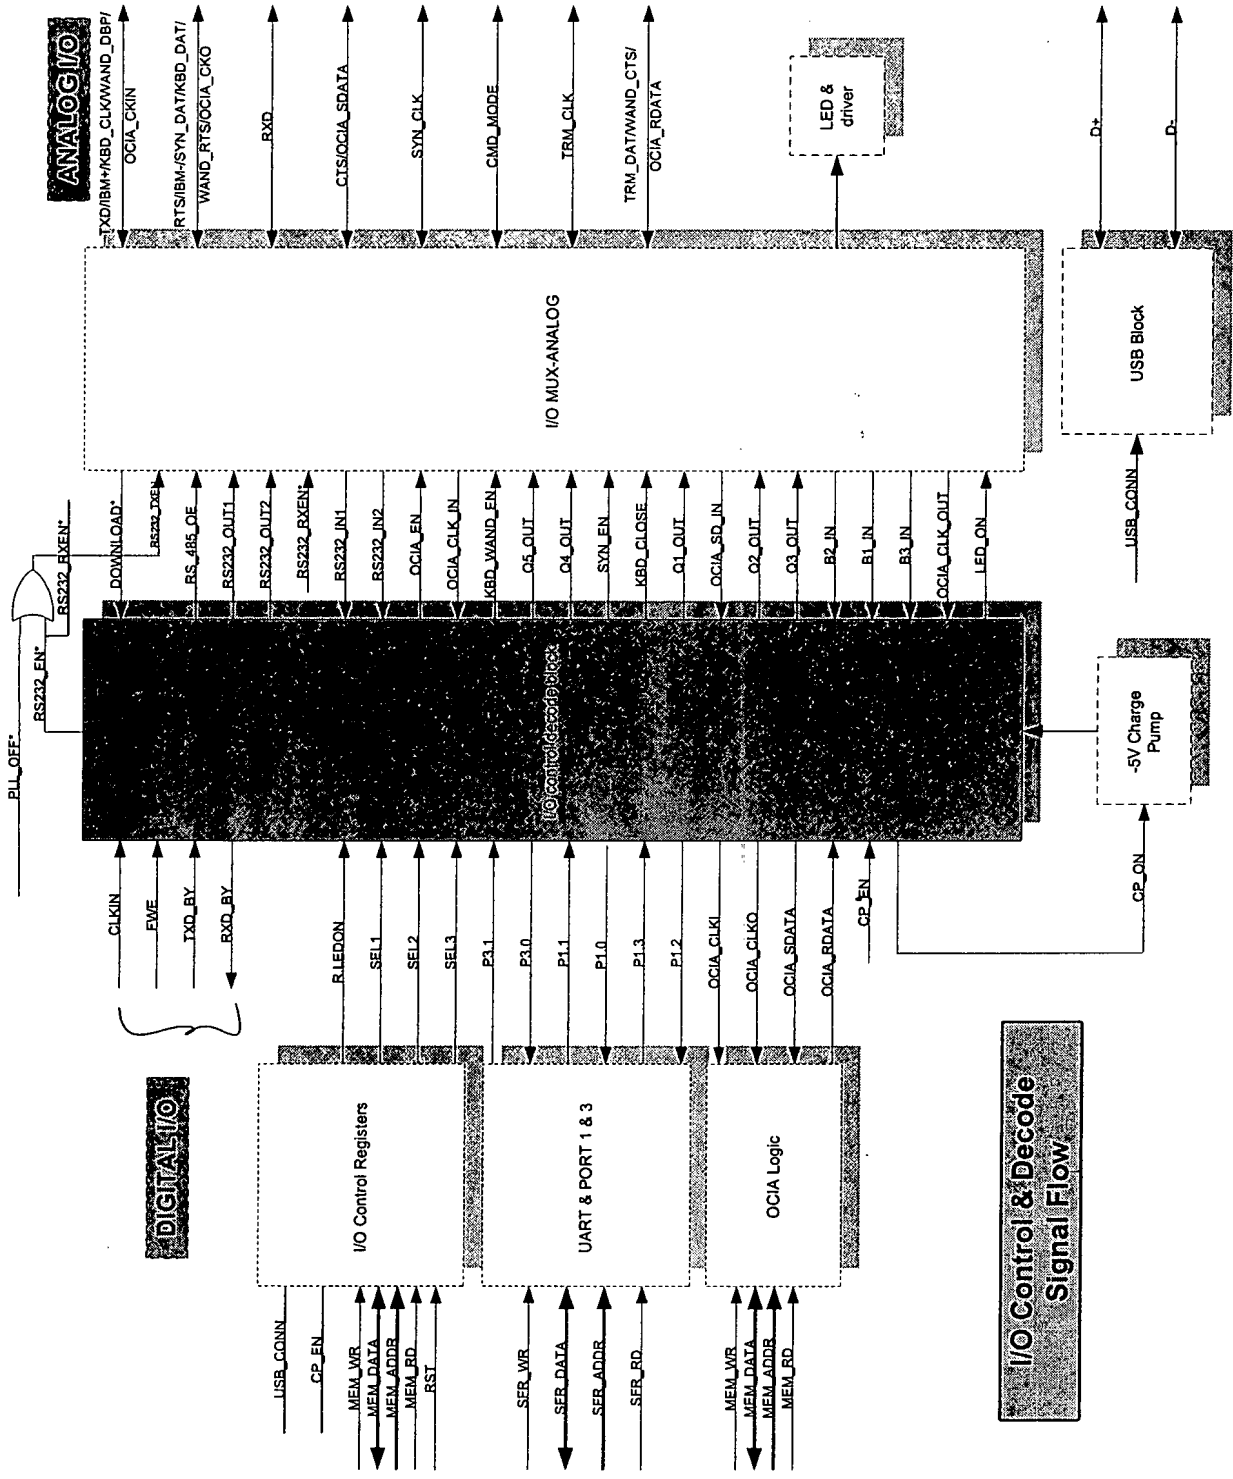 DIGITAL I/O
ANALOG I/O
PLL_OFF*
RS232_EN*
RS232_RXEN*
CLKIN
FWE
TXD_BY
RXD_BY
R.LEDON
SEL1
SEL2
SEL3
P3.1
P3.0
P1.1
P1.0
P1.3
P1.2
OCIA_CLKI
OCIA_CLKO
OCIA_SDATA
OCIA_RDATA
CP_EN
CP_ON
USB_CONN
CP_EN
MEM_WR
MEM_DATA
MEM_ADDR
MEM_RD
RST
I/O Control Registers
SFR_WR
SFR_DATA
SFR_ADDR
SFR_RD
UART & PORT 1 & 3
MEM_WR
MEM_DATA
MEM_ADDR
MEM_RD
OCIA Logic
I/O control decode clock
-5V Charge
Pump
DOWNLOAD*
RS232_TXEN
RS_485_OE
RS232_OUT1
RS232_OUT2
RS232_RXEN*
RS232_IN1
RS232_IN2
OCIA_EN
OCIA_CLK_IN
KBD_WAND_EN
Q5_OUT
Q4_OUT
SYN_EN
KBD_CLOSE
Q1_OUT
OCIA_SD_IN
Q2_OUT
Q3_OUT
B2_IN
B1_IN
B3_IN
OCIA_CLK_OUT
LED_ON
I/O MUX-ANALOG
TXD/IBM+/KBD_CLK/WAND_DBP/
OCIA_CKIN
RTS/IBM-/SYN_DAT/KBD_DAT/
WAND_RTS/OCIA_CKO
RXD
CTS/OCIA_SDATA
SYN_CLK
CMD_MODE
TRM_CLK
TRM_DAT/WAND_CTS/
OCIA_RDATA
LED &
driver
USB_CONN
USB Block
D+
D-
I/O Control & Decode
Signal Flow